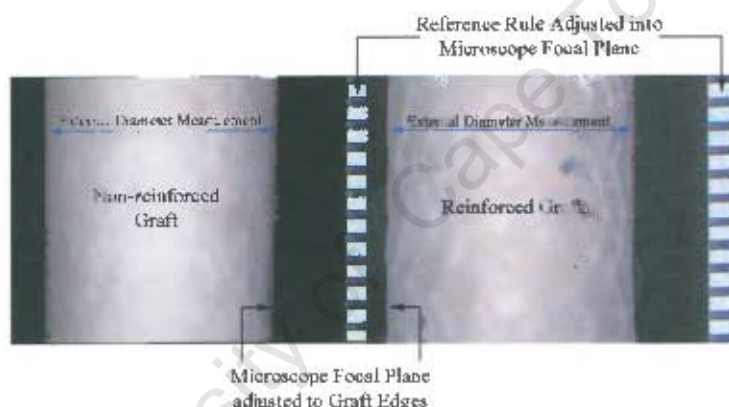 Reference Rule Adjusted into
Microscope Focal Plane
Diameter Measurement
External Diameter
Non-reinforced
Graft
Reinforced
Microscope Focal Plane
adjusted to Graft Edges
Cape